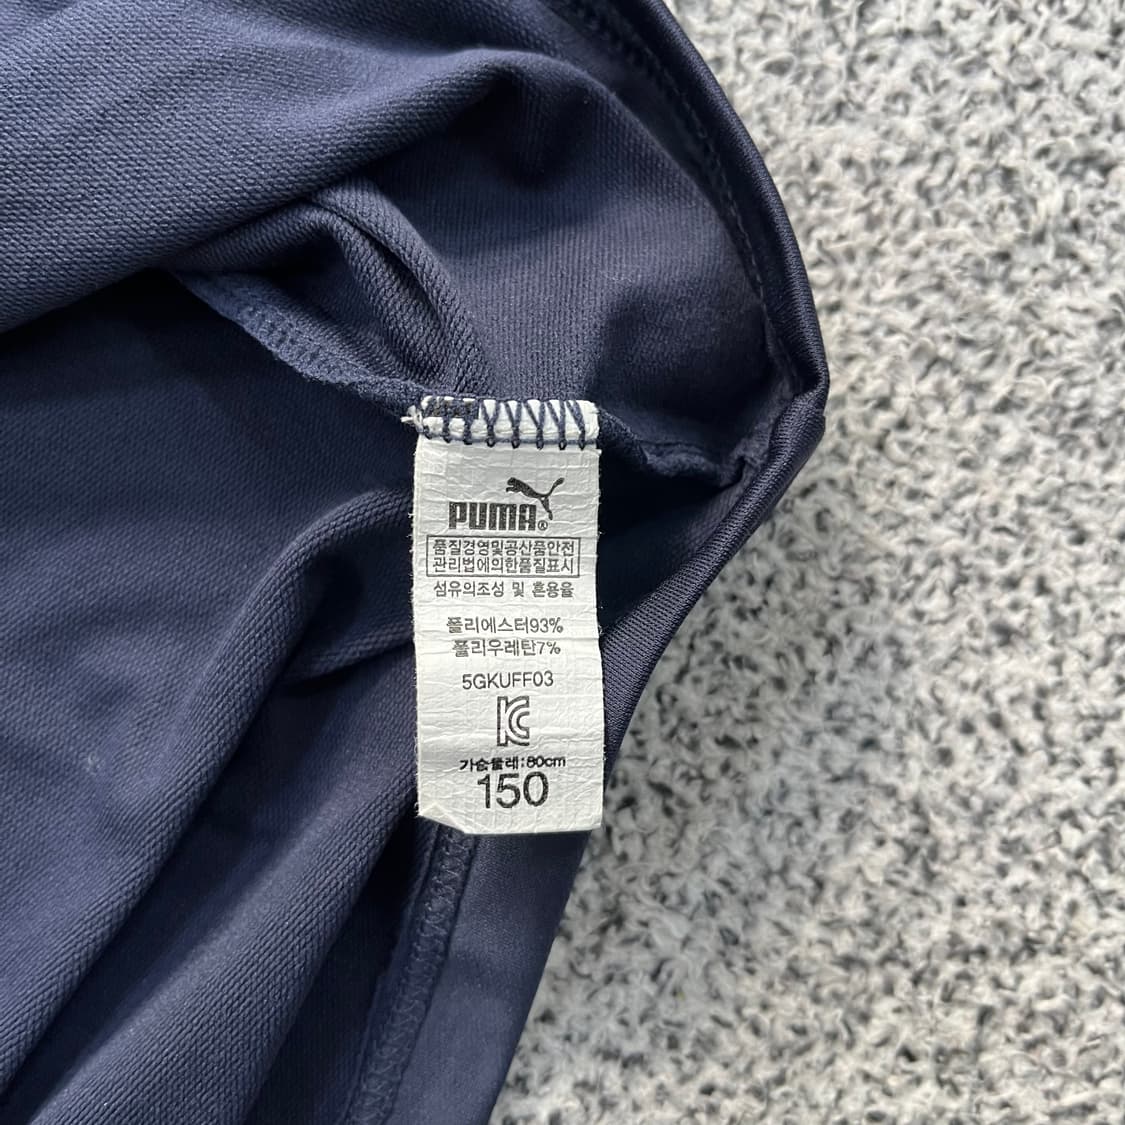 PUMA®
품질경영및공산품안전
관리법에의한품질표시
섬유의조성 및 혼용율
폴리에스터93%
폴리우레탄7%
5GKUFF03
KC
가슴둘레:80cm
150